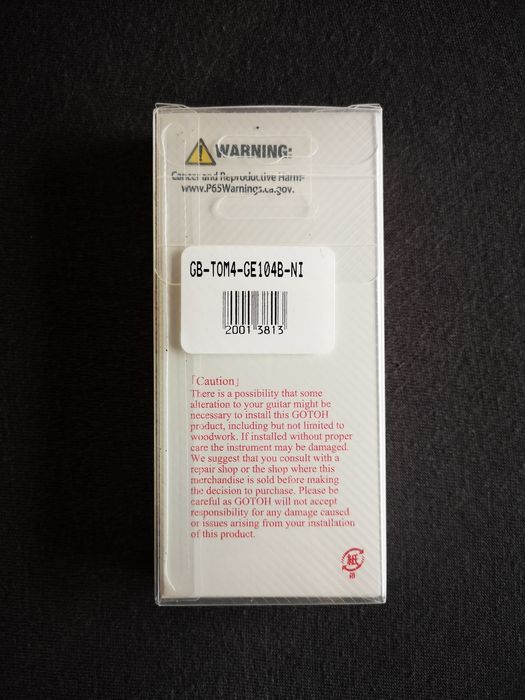 WARNING:
Cancer and Reproductive Harm-
www.P65Warnings.ca.gov.
GB-TOM4-GE104B-NI
2001 3813
「Caution」
There is a possibility that some
alteration to your guitar might be
necessary to install this GOTOH
product, including but not limited to
woodwork. If installed without proper
care the instrument may be damaged.
We suggest that you consult with a
repair shop or the shop where this
merchandise is sold before making
the decision to purchase. Please be
careful as GOTOH will not accept
responsibility for any damage caused
or issues arising from your installation
of this product.
紙